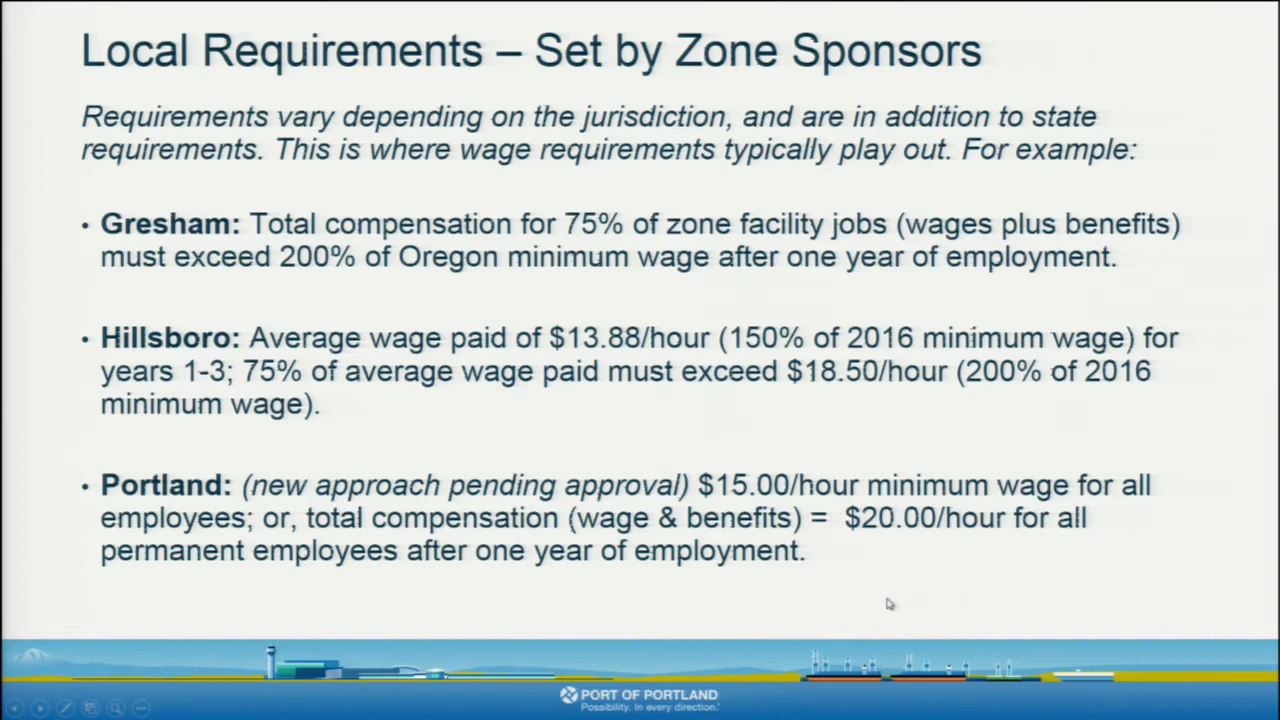 Local Requirements – Set by Zone Sponsors
Requirements vary depending on the jurisdiction, and are in addition to state
requirements. This is where wage requirements typically play out. For example:
• Gresham: Total compensation for 75% of zone facility jobs (wages plus benefits)
must exceed 200% of Oregon minimum wage after one year of employment.
• Hillsboro: Average wage paid of $13.88/hour (150% of 2016 minimum wage) for
years 1-3; 75% of average wage paid must exceed $18.50/hour (200% of 2016
minimum wage).
• Portland: (new approach pending approval) $15.00/hour minimum wage for all
employees; or, total compensation (wage & benefits) = $20.00/hour for all
permanent employees after one year of employment.
PORT OF PORTLAND
Possibility. In every direction.